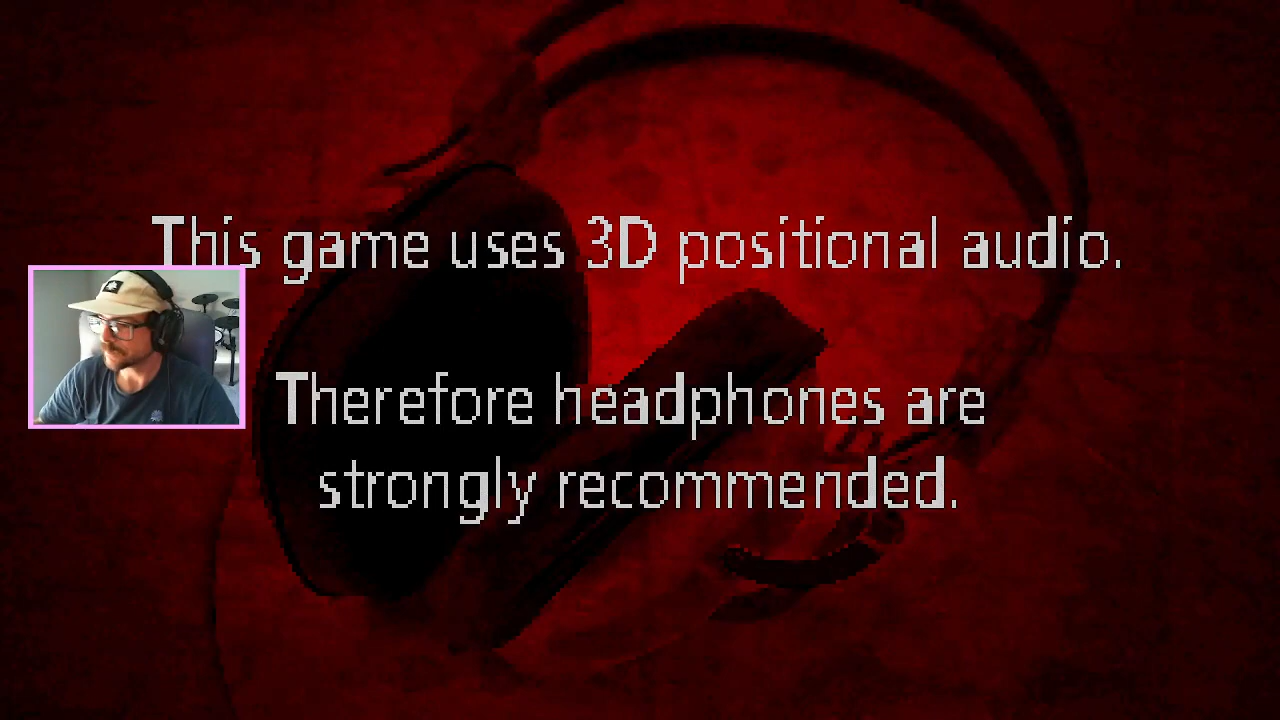 This game uses 3D positional audio.
Therefore headphones are
strongly recommended.